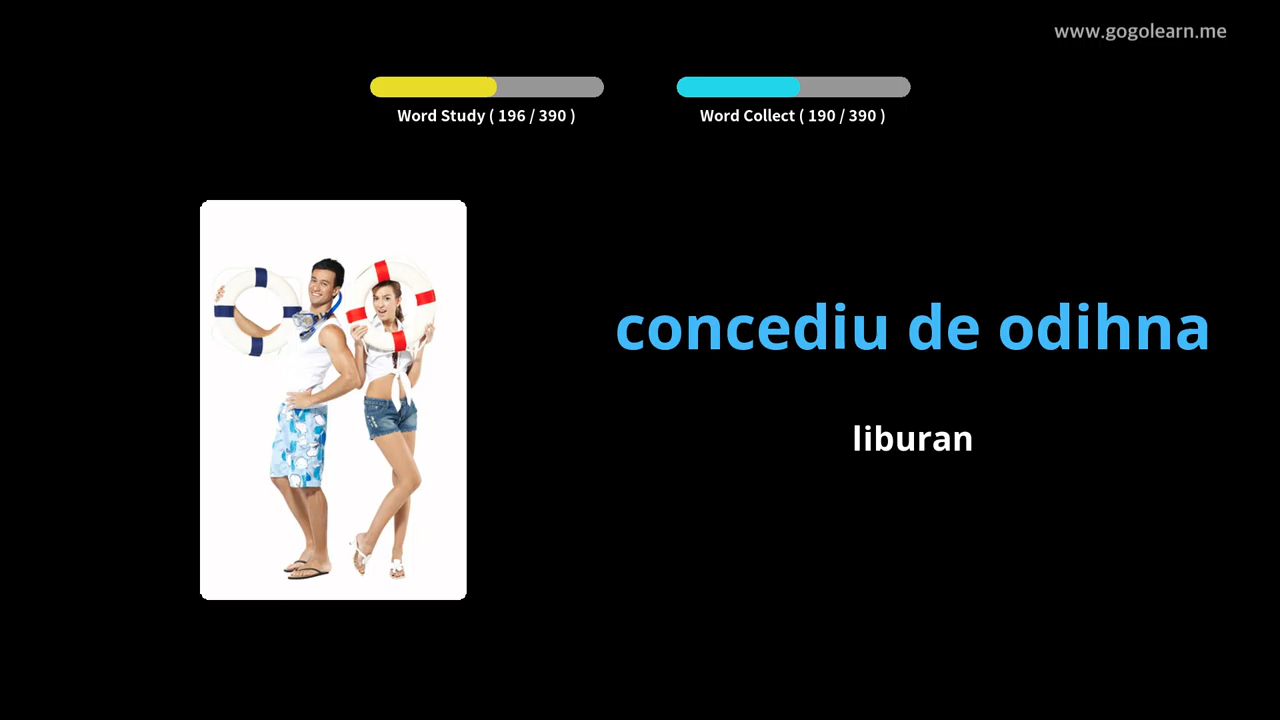 www.gogolearn.me
Word Study ( 196 / 390 )
Word Collect ( 190 / 390 )
concediu de odihna
liburan